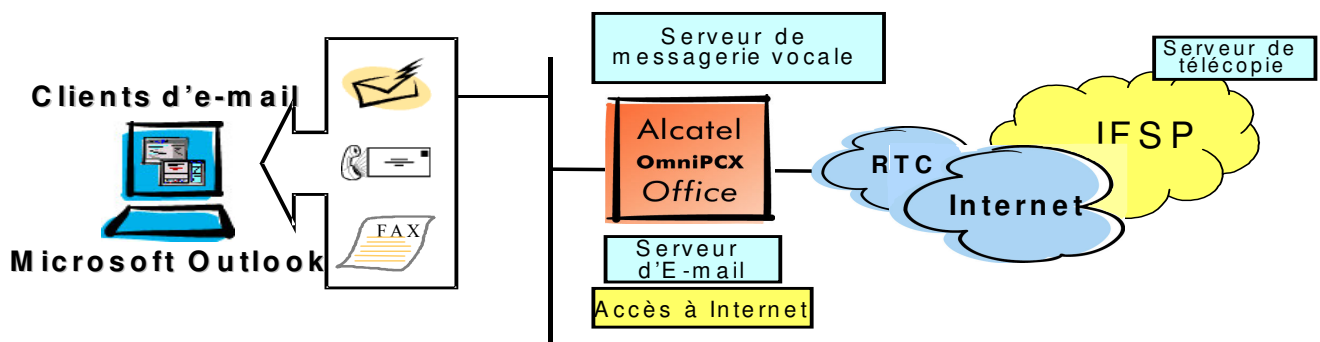 Clients d'e-mail
Microsoft Outlook
FAX
Serveur de
messagerie vocale
Alcatel
OmniPCX
Office
Serveur
d'E-mail
Accès à Internet
RTC
Internet
IFSP
Serveur de
télécopie